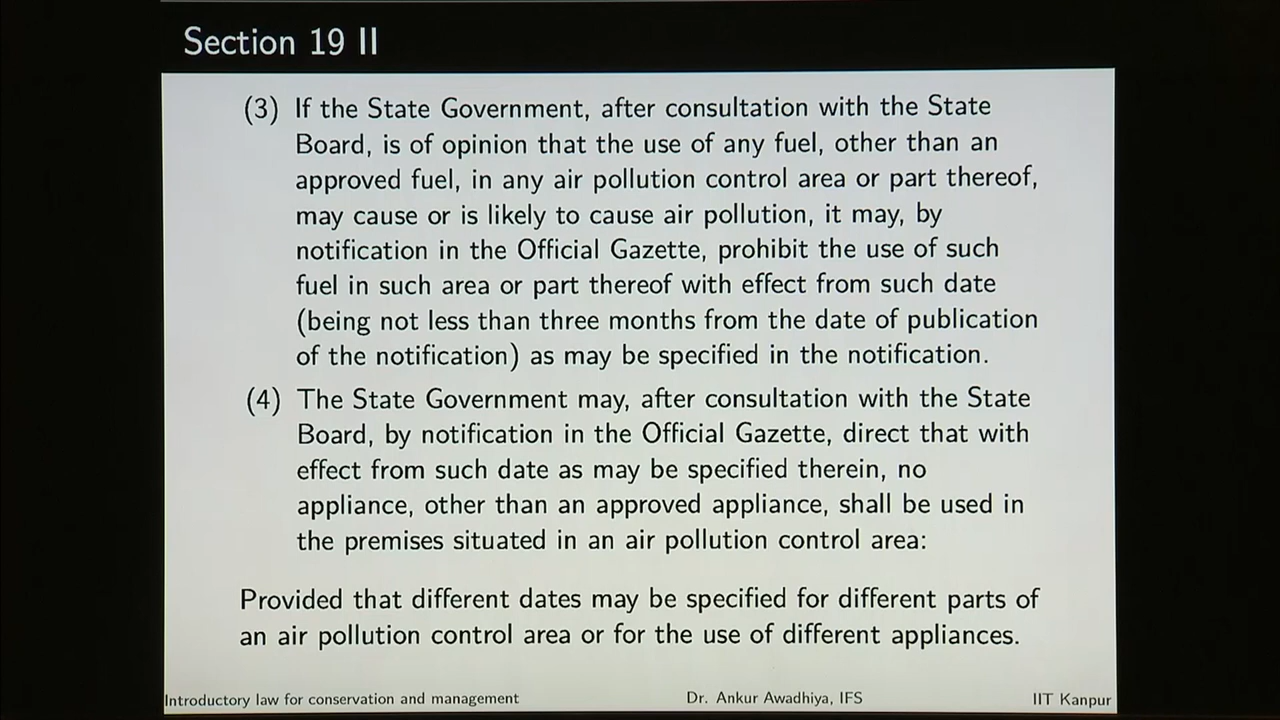 Section 19 II
(3) If the State Government, after consultation with the State
Board, is of opinion that the use of any fuel, other than an
approved fuel, in any air pollution control area or part thereof,
may cause or is likely to cause air pollution, it may, by
notification in the Official Gazette, prohibit the use of such
fuel in such area or part thereof with effect from such date
(being not less than three months from the date of publication
of the notification) as may be specified in the notification.
(4) The State Government may, after consultation with the State
Board, by notification in the Official Gazette, direct that with
effect from such date as may be specified therein, no
appliance, other than an approved appliance, shall be used in
the premises situated in an air pollution control area:
Provided that different dates may be specified for different parts of
an air pollution control area or for the use of different appliances.
Introductory law for conservation and management Dr. Ankur Awadhiya, IFS IIT Kanpur